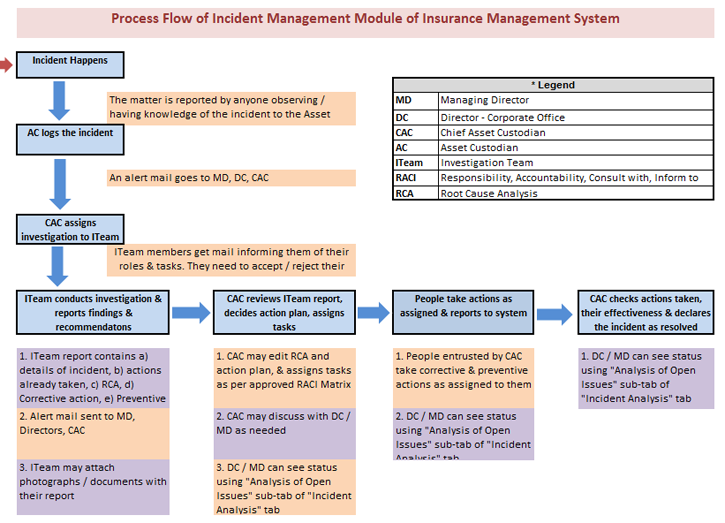 Process Flow of Incident Management Module of Insurance Management System
Incident Happens
The matter is reported by anyone observing /
having knowledge of the incident to the Asset
AC logs the incident
An alert mail goes to MD, DC, CAC
CAC assigns
investigation to ITeam
ITeam members get mail informing them of their
roles & tasks. They need to accept / reject their
* Legend
MD Managing Director
DC Director - Corporate Office
CAC Chief Asset Custodian
AC Asset Custodian
ITeam Investigation Team
RACI Responsibility, Accountability, Consult with, Inform to
RCA Root Cause Analysis
ITeam conducts investigation &
reports findings &
recommendatons
CAC reviews ITeam report,
decides action plan, assigns
tasks
People take actions as
assigned & reports to system
CAC checks actions taken,
their effectiveness & declares
the incident as resolved
1. ITeam report contains a)
details of incident, b) actions
already taken, c) RCA, d)
Corrective action, e) Preventive
2. Alert mail sent to MD,
Directors, CAC
3. ITeam may attach
photographs / documents with
their report
1. CAC may edit RCA and
action plan, & assigns tasks
as per approved RACI Matrix
2. CAC may discuss with DC /
MD as needed
3. DC / MD can see status
using "Analysis of Open
Issues" sub-tab of "Incident
Analysis" tab
1. People entrusted by CAC
take corrective & preventive
actions as assigned to them
2. DC / MD can see status
using "Analysis of Open
Issues" sub-tab of "Incident
Analysis" tab
1. DC / MD can see status
using "Analysis of Open
Issues" sub-tab of
"Incident Analysis" tab